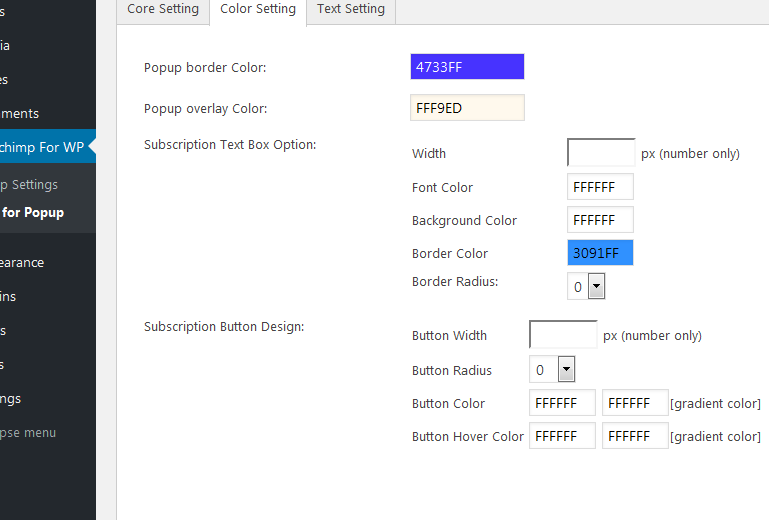 Core Setting Color Setting Text Setting
s
ia
es
ments
chimp For WP
p Settings
for Popup
earance
ins
s
s
ngs
pse menu
Popup border Color: 4733FF
Popup overlay Color: FFF9ED
Subscription Text Box Option:
Width px (number only)
Font Color FFFFFF
Background Color FFFFFF
Border Color 3091FF
Border Radius: 0
Subscription Button Design:
Button Width px (number only)
Button Radius 0
Button Color FFFFFF FFFFFF [gradient color]
Button Hover Color FFFFFF FFFFFF [gradient color]